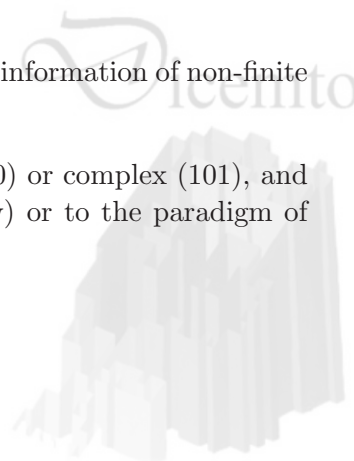 information of non-finite
0) or complex (101), and
) or to the paradigm of